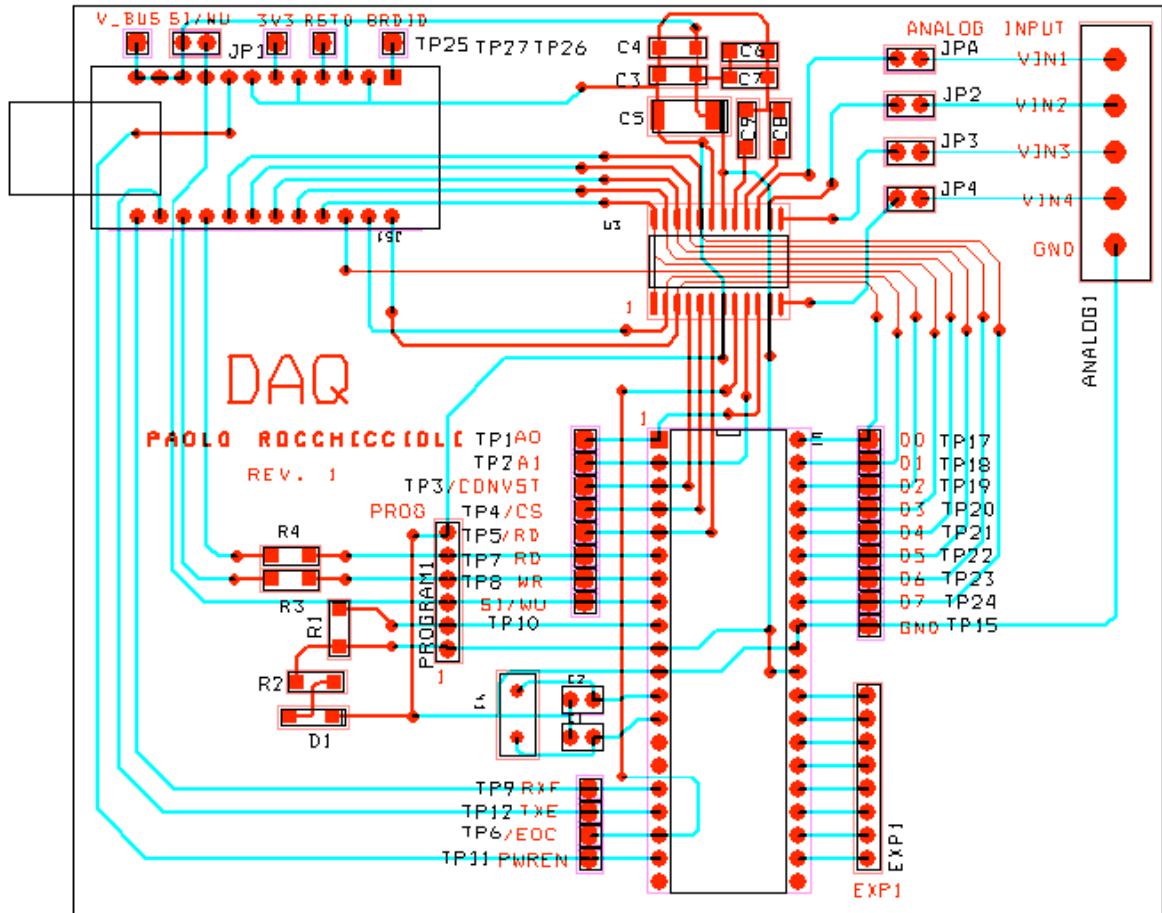 V_BUS SI/WU 3V3 RST0 BRDID
JP1 TP25 TP27 TP26
C4 C6
C3 C7
C5 C9 C8
ANALOG INPUT
JPA VIN1
JP2 VIN2
JP3 VIN3
JP4 VIN4
GND
ANALOG1
JS1
U3
1
DAQ
PAOLO ROCCHICCIOLI
REV. 1
1
TP1 A0 D0 TP17
TP2 A1 D1 TP18
TP3 /CONVST D2 TP19
PROG TP4 /CS D3 TP20
TP5 /RD D4 TP21
R4 TP7 RD D5 TP22
TP8 WR D6 TP23
R3 SI/WU D7 TP24
R1 TP10 GND TP15
PROGRAM1
1
R2
D1
TP9 RXF
TP12 TXE
TP6 /EOC
TP11 PWREN
EXP1
EXP1